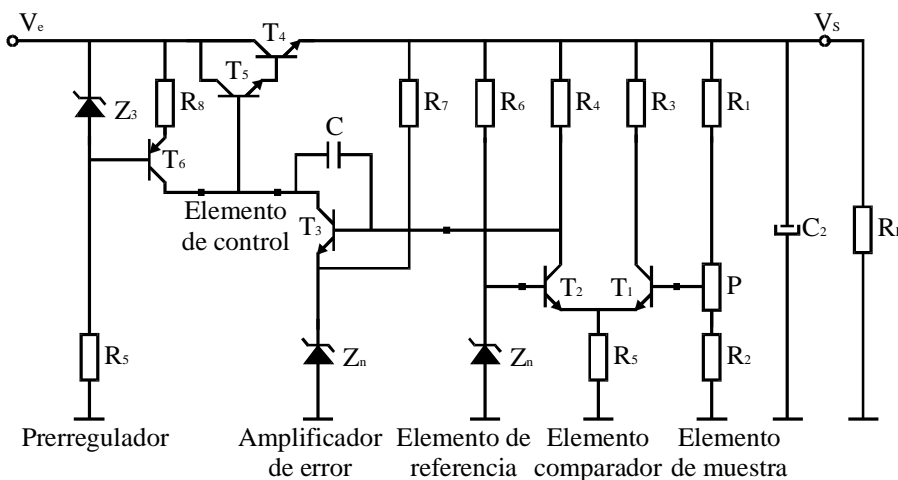 Ve
VS
T4
T5
Z3
R8
R7
R6
R4
R3
R1
C
T6
Elemento
de control
T3
C2
T2
T1
P
R5
Zn
Zn
R5
R2
Prerregulador
Amplificador
de error
Elemento de
referencia
Elemento
comparador
Elemento
de muestra